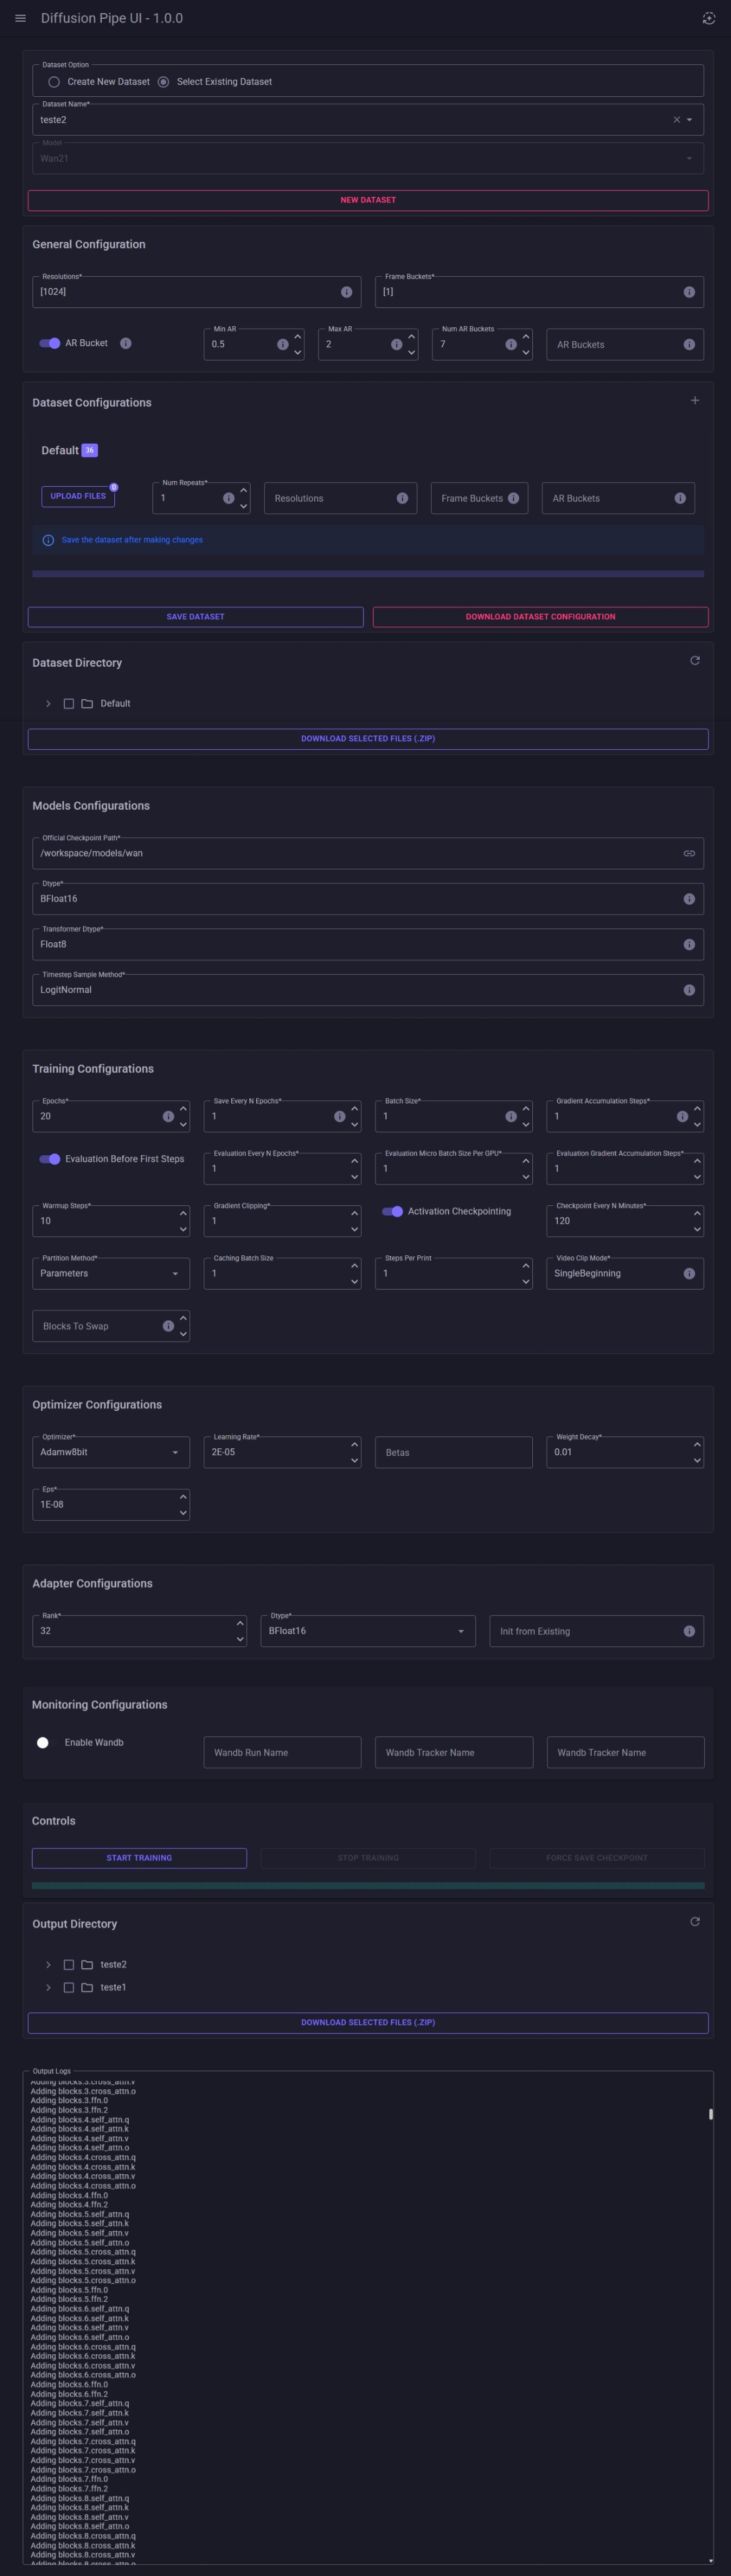 Diffusion Pipe UI - 1.0.0
Dataset Option
Create New Dataset
Select Existing Dataset
Dataset Name*
teste2
Model
Wan21
NEW DATASET
General Configuration
Resolutions*
[1024]
Frame Buckets*
[1]
AR Bucket
Min AR
0.5
Max AR
2
Num AR Buckets
7
AR Buckets
Dataset Configurations
Default 36
UPLOAD FILES 0
Num Repeats*
1
Resolutions
Frame Buckets
AR Buckets
Save the dataset after making changes
SAVE DATASET
DOWNLOAD DATASET CONFIGURATION
Dataset Directory
Default
DOWNLOAD SELECTED FILES (.ZIP)
Models Configurations
Official Checkpoint Path*
/workspace/models/wan
Dtype*
BFloat16
Transformer Dtype*
Float8
Timestep Sample Method*
LogitNormal
Training Configurations
Epochs*
20
Save Every N Epochs*
1
Batch Size*
1
Gradient Accumulation Steps*
1
Evaluation Before First Steps
Evaluation Every N Epochs*
1
Evaluation Micro Batch Size Per GPU*
1
Evaluation Gradient Accumulation Steps*
1
Warmup Steps*
10
Gradient Clipping*
1
Activation Checkpointing
Checkpoint Every N Minutes*
120
Partition Method*
Parameters
Caching Batch Size
1
Steps Per Print
1
Video Clip Mode*
SingleBeginning
Blocks To Swap
Optimizer Configurations
Optimizer*
Adamw8bit
Learning Rate*
2E-05
Betas
Weight Decay*
0.01
Eps*
1E-08
Adapter Configurations
Rank*
32
Dtype*
BFloat16
Init from Existing
Monitoring Configurations
Enable Wandb
Wandb Run Name
Wandb Tracker Name
Wandb Tracker Name
Controls
START TRAINING
STOP TRAINING
FORCE SAVE CHECKPOINT
Output Directory
teste2
teste1
DOWNLOAD SELECTED FILES (.ZIP)
Output Logs
Adding blocks.3.cross_attn.v
Adding blocks.3.cross_attn.o
Adding blocks.3.ffn.0
Adding blocks.3.ffn.2
Adding blocks.4.self_attn.q
Adding blocks.4.self_attn.k
Adding blocks.4.self_attn.v
Adding blocks.4.self_attn.o
Adding blocks.4.cross_attn.q
Adding blocks.4.cross_attn.k
Adding blocks.4.cross_attn.v
Adding blocks.4.cross_attn.o
Adding blocks.4.ffn.0
Adding blocks.4.ffn.2
Adding blocks.5.self_attn.q
Adding blocks.5.self_attn.k
Adding blocks.5.self_attn.v
Adding blocks.5.self_attn.o
Adding blocks.5.cross_attn.q
Adding blocks.5.cross_attn.k
Adding blocks.5.cross_attn.v
Adding blocks.5.cross_attn.o
Adding blocks.5.ffn.0
Adding blocks.5.ffn.2
Adding blocks.6.self_attn.q
Adding blocks.6.self_attn.k
Adding blocks.6.self_attn.v
Adding blocks.6.self_attn.o
Adding blocks.6.cross_attn.q
Adding blocks.6.cross_attn.k
Adding blocks.6.cross_attn.v
Adding blocks.6.cross_attn.o
Adding blocks.6.ffn.0
Adding blocks.6.ffn.2
Adding blocks.7.self_attn.q
Adding blocks.7.self_attn.k
Adding blocks.7.self_attn.v
Adding blocks.7.self_attn.o
Adding blocks.7.cross_attn.q
Adding blocks.7.cross_attn.k
Adding blocks.7.cross_attn.v
Adding blocks.7.cross_attn.o
Adding blocks.7.ffn.0
Adding blocks.7.ffn.2
Adding blocks.8.self_attn.q
Adding blocks.8.self_attn.k
Adding blocks.8.self_attn.v
Adding blocks.8.self_attn.o
Adding blocks.8.cross_attn.q
Adding blocks.8.cross_attn.k
Adding blocks.8.cross_attn.v
Adding blocks.8.cross_attn.o